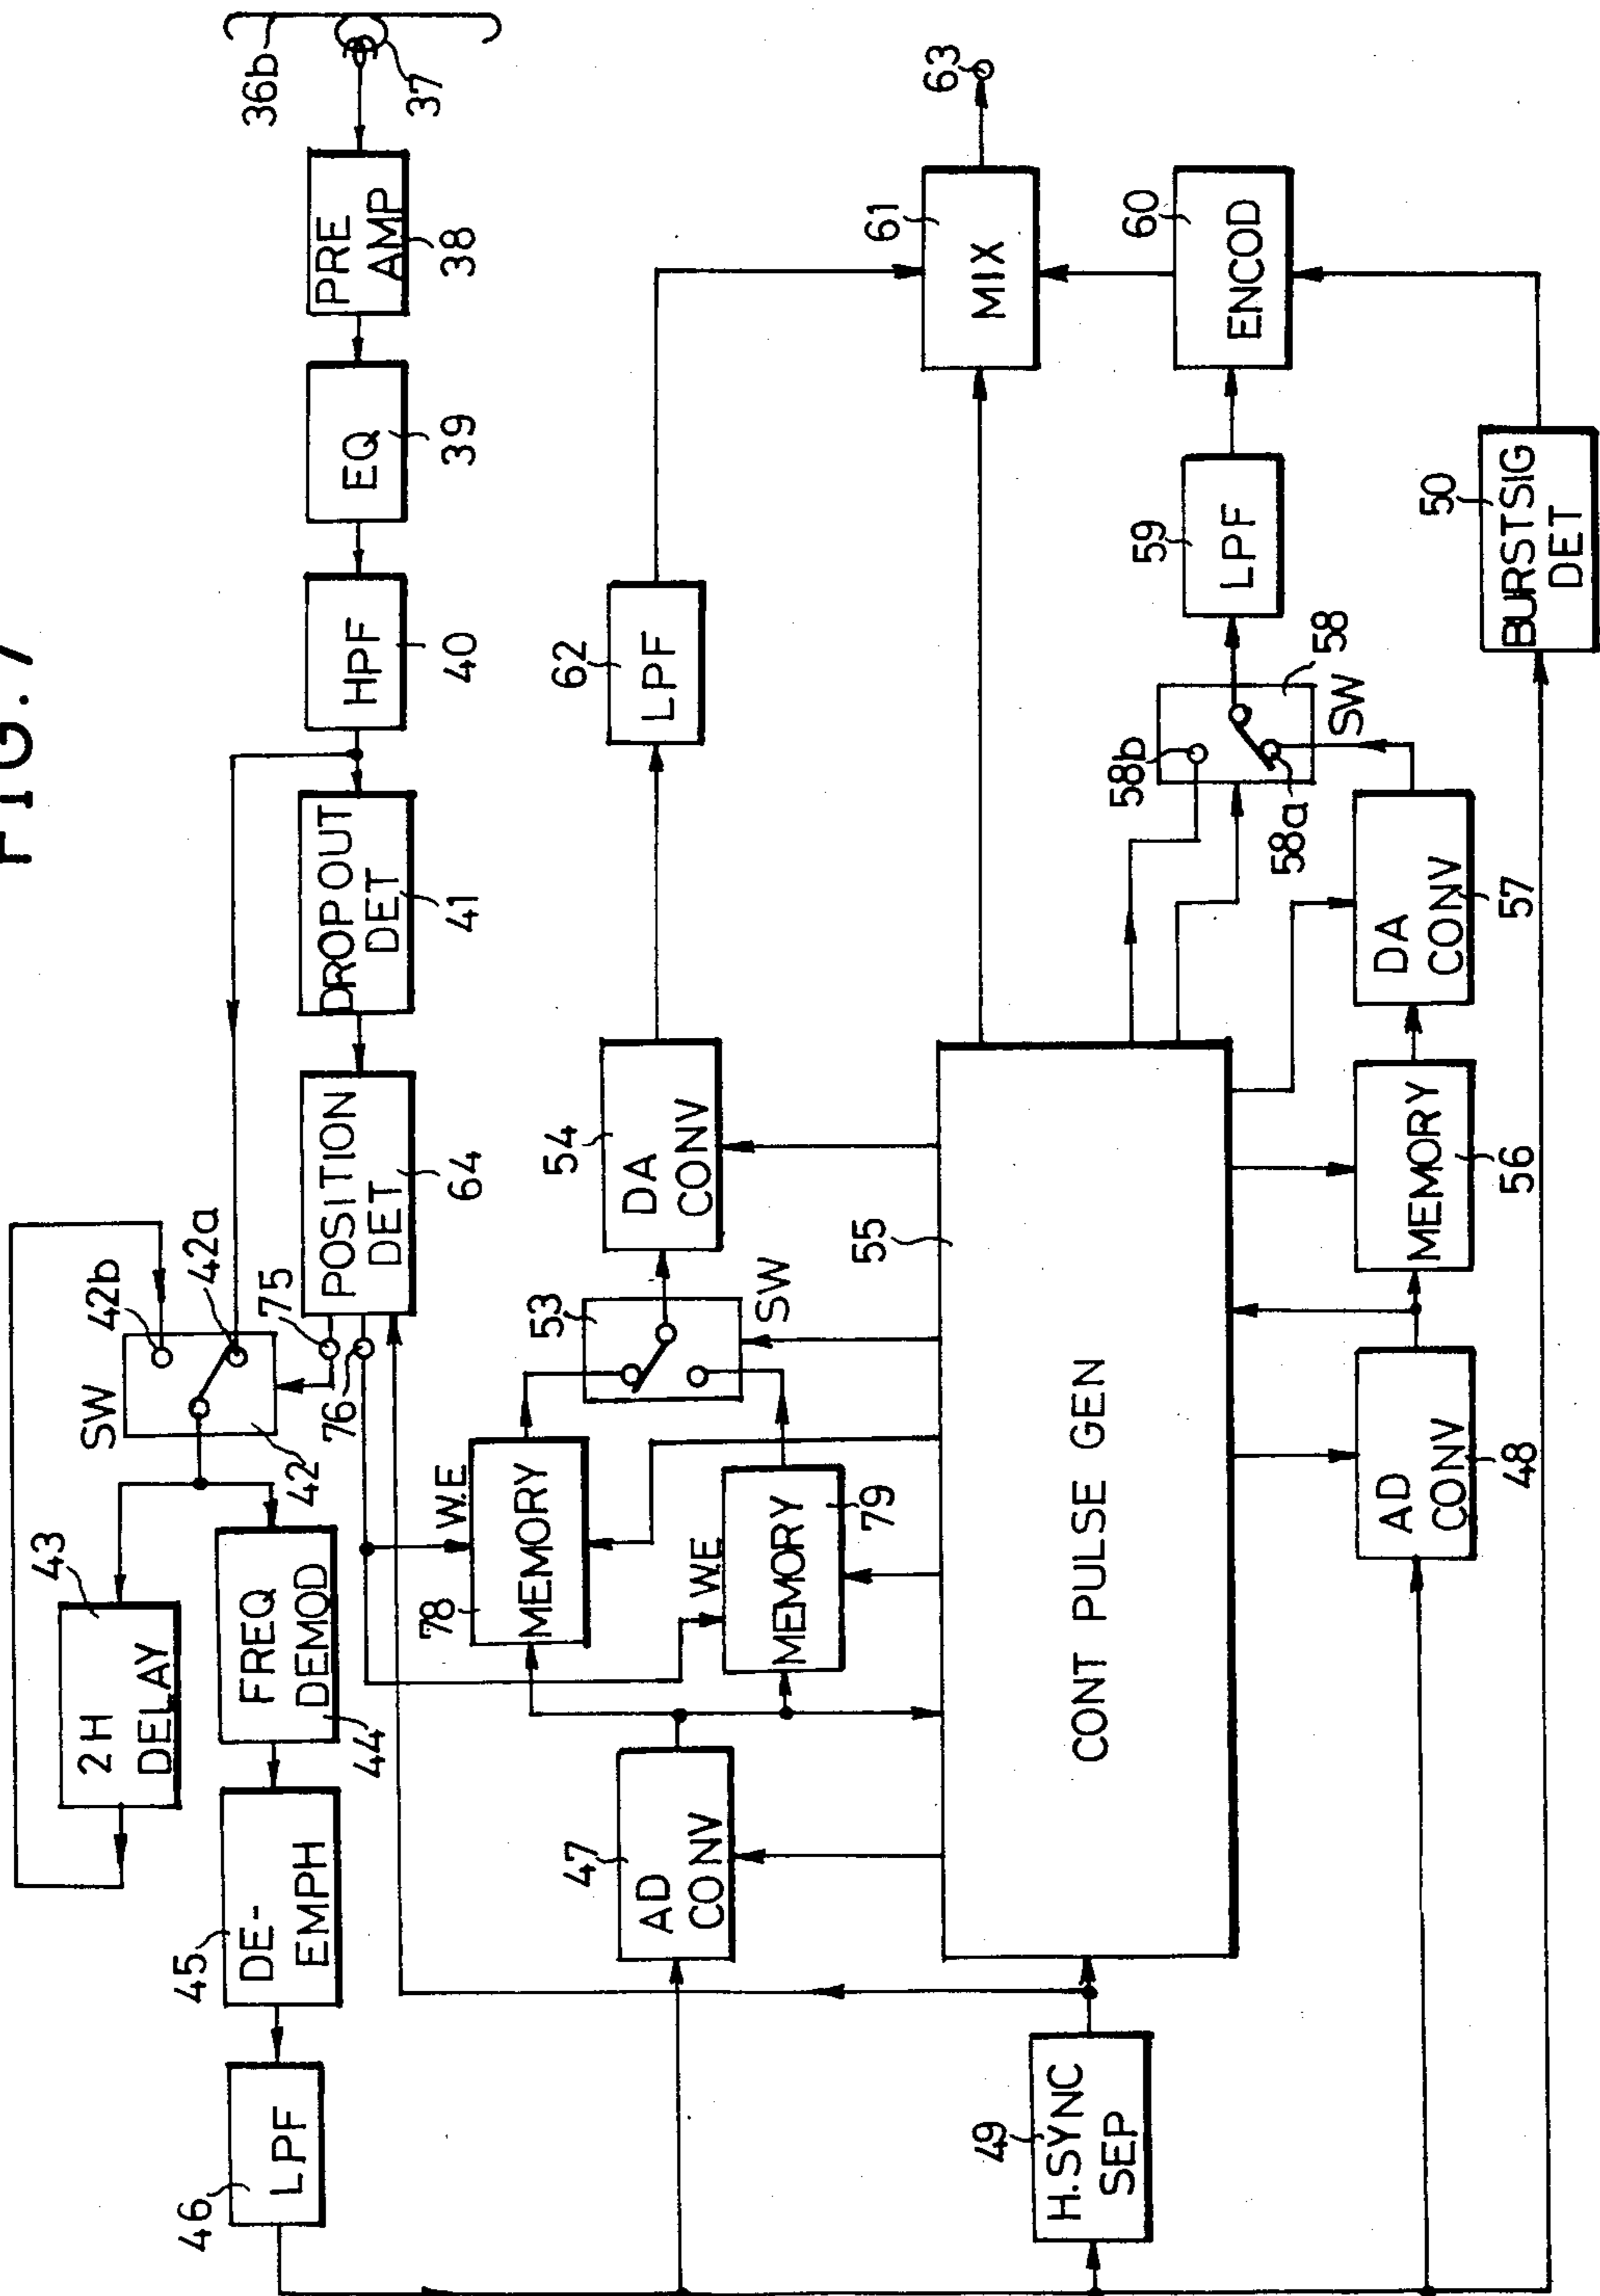 FIG. 7
36b
37
PRE
AMP
38
EQ
39
HPF
40
DROP OUT
DET
41
POSITION
DET
64
75
76
42a
42b
SW
42
43
2H
DELAY
FREQ
DEMOD
44
45
DE-
EMPH
46
LPF
47
AD
CONV
78
MEMORY
W.E
W.E
MEMORY
79
53
SW
54
DA
CONV
62
LPF
55
CONT PULSE GEN
49
H.SYNC
SEP
61
MIX
63
60
ENCOD
59
LPF
58
58b
58a
SW
DA
CONV
57
MEMORY
56
AD
CONV
48
50
BURSTSIG
DET